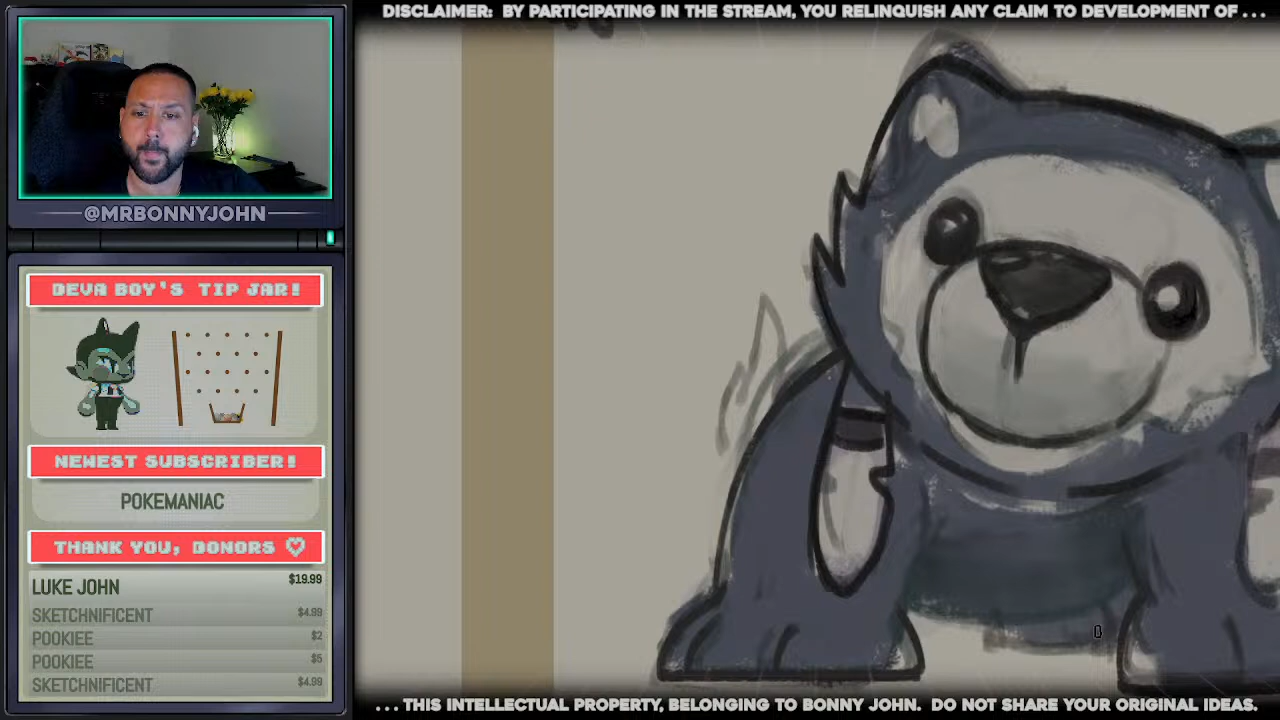 DISCLAIMER: BY PARTICIPATING IN THE STREAM, YOU RELINQUISH ANY CLAIM TO DEVELOPMENT OF . . .
@MRBONNYJOHN
DEVA BOY'S TIP JAR!
NEWEST SUBSCRIBER!
POKEMANIAC
THANK YOU, DONORS ♡
LUKE JOHN $19.99
SKETCHNIFICENT $4.99
POOKIEE $2
POOKIEE $5
SKETCHNIFICENT $4.99
. . . THIS INTELLECTUAL PROPERTY, BELONGING TO BONNY JOHN. DO NOT SHARE YOUR ORIGINAL IDEAS.